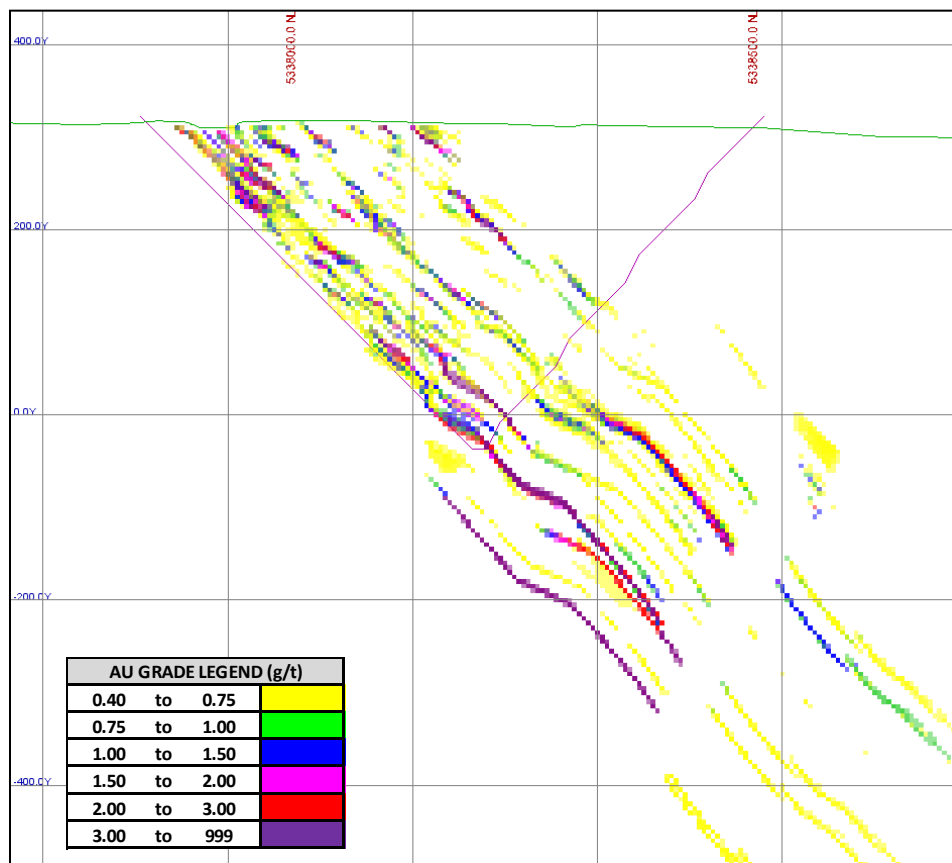 5338000.0 N
5338500.0 N
400.0Y
200.0Y
0.0Y
-200.0Y
-400.0Y
AU GRADE LEGEND (g/t)
0.40 to 0.75
0.75 to 1.00
1.00 to 1.50
1.50 to 2.00
2.00 to 3.00
3.00 to 999